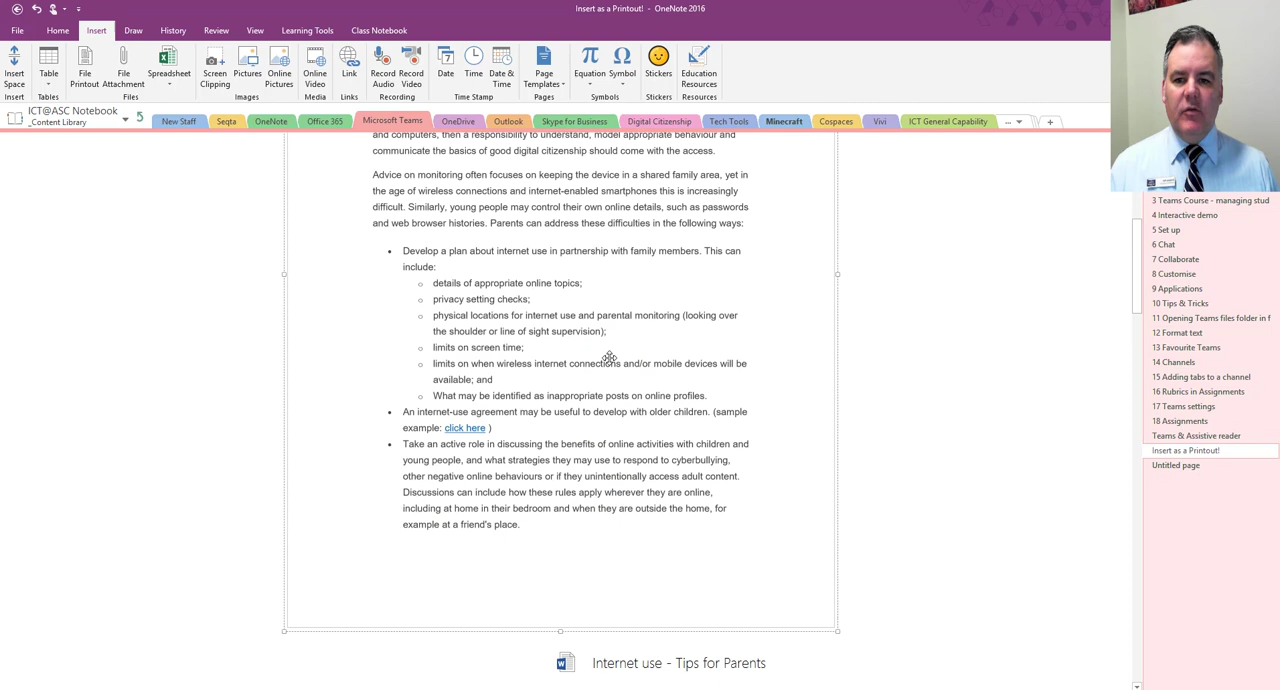 Insert as a Printout! - OneNote 2016
File Home Insert Draw History Review View Learning Tools Class Notebook
Insert Space Table File Printout File Attachment Spreadsheet Screen Clipping Pictures Online Pictures Online Video Link Record Audio Record Video Date Time Date & Time Page Templates Equation Symbol Stickers Education Resources
Insert Tables Files Images Media Links Recording Time Stamp Pages Symbols Stickers Resources
ICT@ASC Notebook
_Content Library
New Staff Seqta OneNote Office 365 Microsoft Teams OneDrive Outlook Skype for Business Digital Citizenship Tech Tools Minecraft Cospaces Vivi ICT General Capability ... +
and computers, then a responsibility to understand, model appropriate behaviour and
communicate the basics of good digital citizenship should come with the access.
Advice on monitoring often focuses on keeping the device in a shared family area, yet in
the age of wireless connections and internet-enabled smartphones this is increasingly
difficult. Similarly, young people may control their own online details, such as passwords
and web browser histories. Parents can address these difficulties in the following ways:
• Develop a plan about internet use in partnership with family members. This can
include:
o details of appropriate online topics;
o privacy setting checks;
o physical locations for internet use and parental monitoring (looking over
the shoulder or line of sight supervision);
o limits on screen time;
o limits on when wireless internet connections and/or mobile devices will be
available; and
o What may be identified as inappropriate posts on online profiles.
• An internet-use agreement may be useful to develop with older children. (sample
example: click here )
• Take an active role in discussing the benefits of online activities with children and
young people, and what strategies they may use to respond to cyberbullying,
other negative online behaviours or if they unintentionally access adult content.
Discussions can include how these rules apply wherever they are online,
including at home in their bedroom and when they are outside the home, for
example at a friend's place.
Internet use - Tips for Parents
3 Teams Course - managing stud
4 Interactive demo
5 Set up
6 Chat
7 Collaborate
8 Customise
9 Applications
10 Tips & Tricks
11 Opening Teams files folder in f
12 Format text
13 Favourite Teams
14 Channels
15 Adding tabs to a channel
16 Rubrics in Assignments
17 Teams settings
18 Assignments
Teams & Assistive reader
Insert as a Printout!
Untitled page